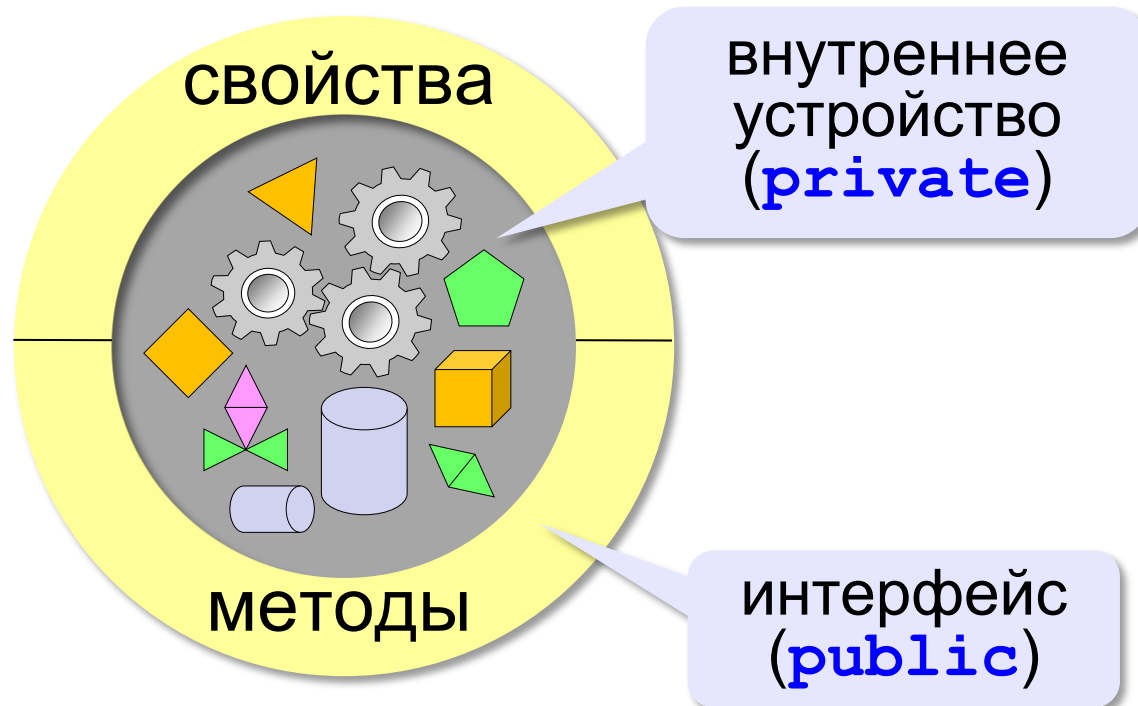 свойства
внутреннее
устройство
(private)
методы
интерфейс
(public)